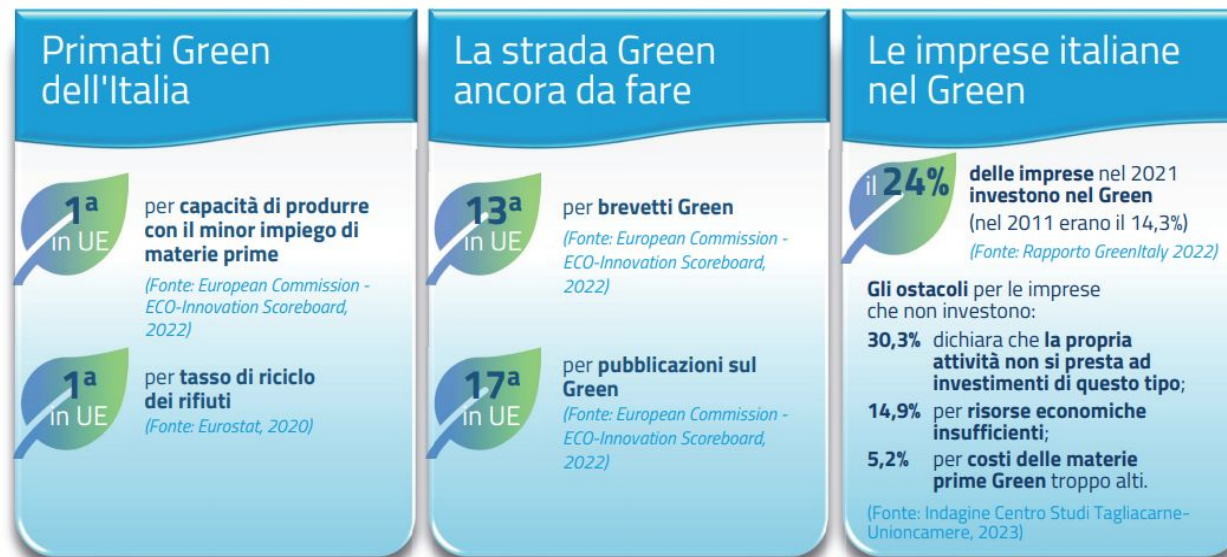 Primati Green
dell'Italia
1ª
in UE
per capacità di produrre
con il minor impiego di
materie prime
(Fonte: European Commission -
ECO-Innovation Scoreboard,
2022)
1ª
in UE
per tasso di riciclo
dei rifiuti
(Fonte: Eurostat, 2020)
La strada Green
ancora da fare
13ª
in UE
per brevetti Green
(Fonte: European Commission -
ECO-Innovation Scoreboard,
2022)
17ª
in UE
per pubblicazioni sul
Green
(Fonte: European Commission -
ECO-Innovation Scoreboard,
2022)
Le imprese italiane
nel Green
il 24%
delle imprese nel 2021
investono nel Green
(nel 2011 erano il 14,3%)
(Fonte: Rapporto GreenItaly 2022)
Gli ostacoli per le imprese
che non investono:
30,3% dichiara che la propria
attività non si presta ad
investimenti di questo tipo;
14,9% per risorse economiche
insufficienti;
5,2% per costi delle materie
prime Green troppo alti.
(Fonte: Indagine Centro Studi Tagliacarne-
Unioncamere, 2023)